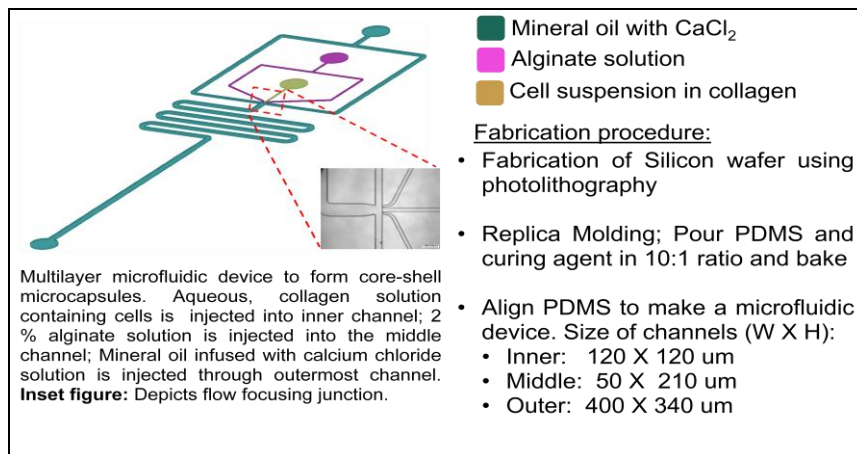 Mineral oil with CaCl2
Alginate solution
Cell suspension in collagen
Fabrication procedure:
• Fabrication of Silicon wafer using
photolithography
• Replica Molding; Pour PDMS and
curing agent in 10:1 ratio and bake
• Align PDMS to make a microfluidic
device. Size of channels (W X H):
• Inner: 120 X 120 um
• Middle: 50 X 210 um
• Outer: 400 X 340 um
Multilayer microfluidic device to form core-shell
microcapsules. Aqueous, collagen solution
containing cells is injected into inner channel; 2
% alginate solution is injected into the middle
channel; Mineral oil infused with calcium chloride
solution is injected through outermost channel.
Inset figure: Depicts flow focusing junction.